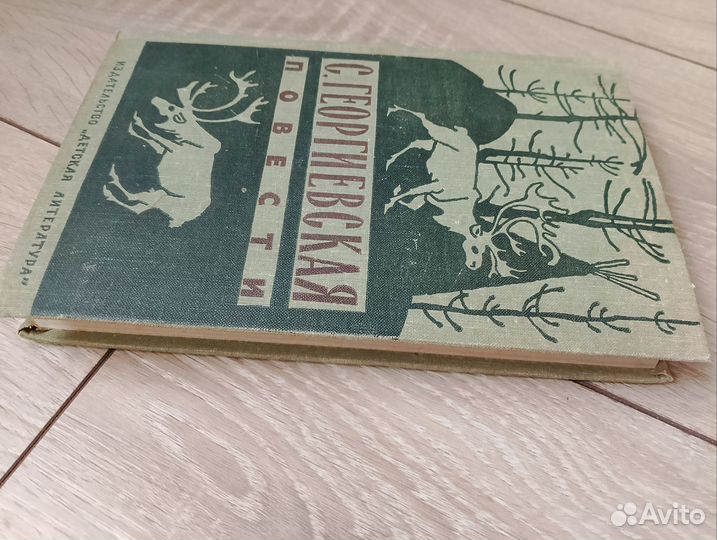 С. ГЕОРГИЕВСКАЯ
ПОВЕСТИ
ИЗДАТЕЛЬСТВО „ДЕТСКАЯ ЛИТЕРАТУРА"
Avito